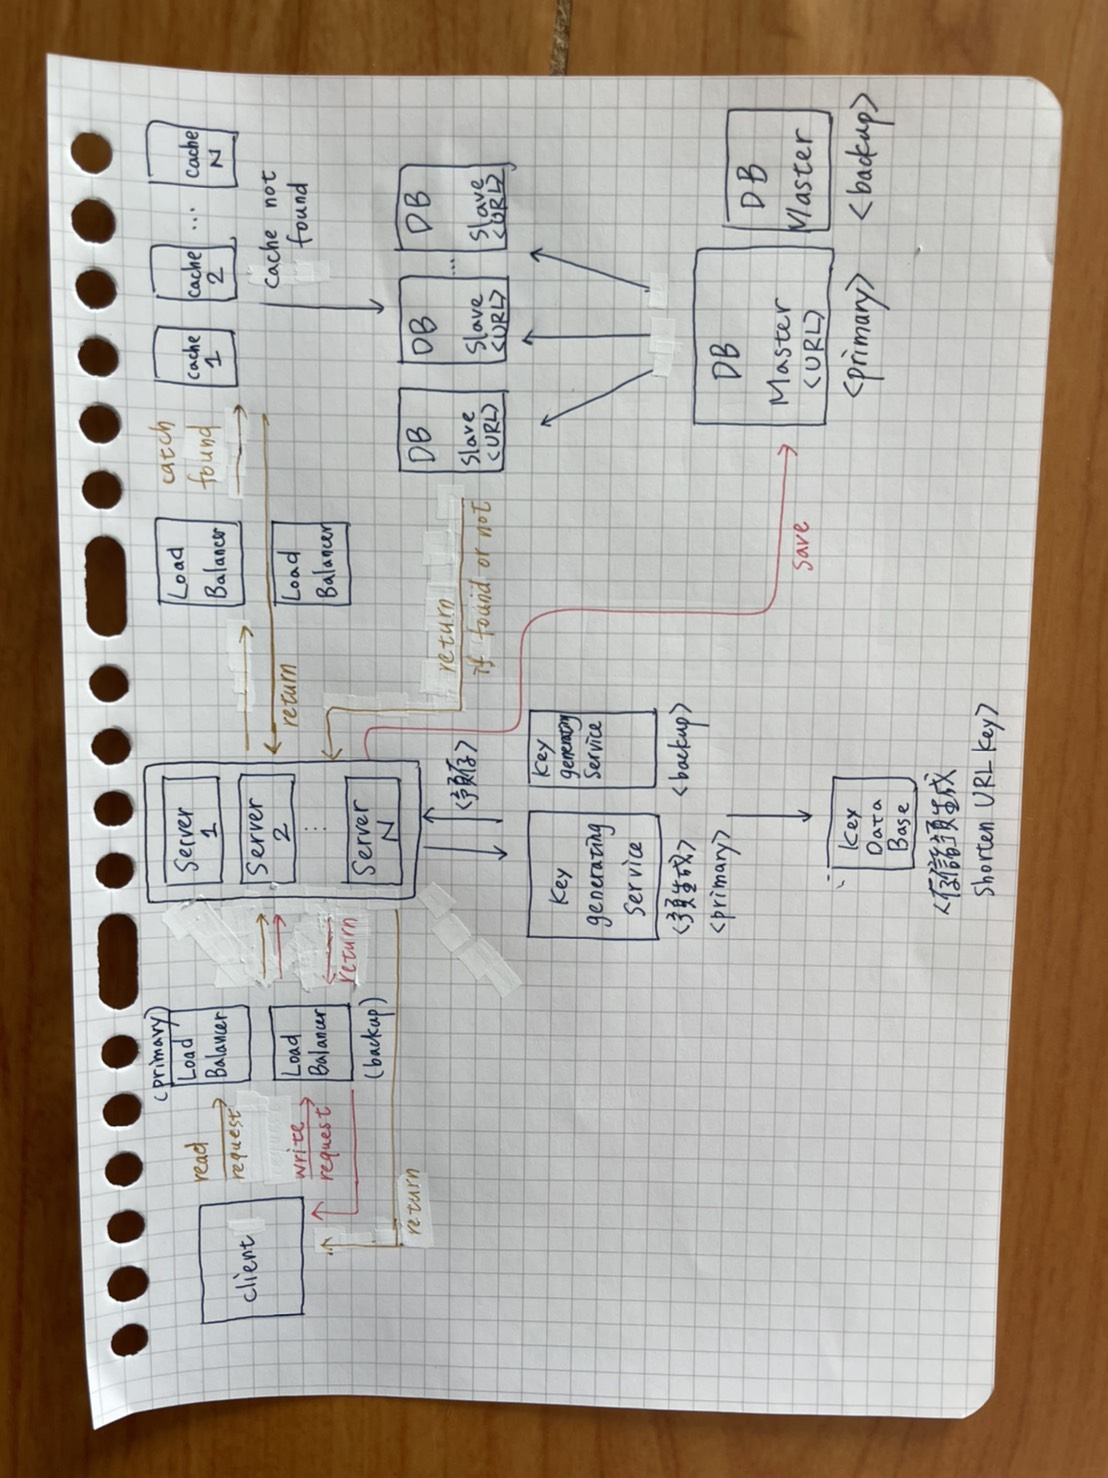 (primary)
Load
Balancer
client
read
request
write
request
Load
Balancer
(backup)
return
return
Server
1
Server
2
Server
N
Load
Balancer
Load
Balancer
catch
found
return
cache
1
cache
2
...
cache
N
cache not
found
DB
Slave
<URL>
DB
Slave
<URL>
...
DB
Slave
<URL>
return
if found or not
<預存>
Key
generating
Service
<預生成>
<primary>
Key
generating
Service
<backup>
save
DB
Master
<URL>
<primary>
DB
Master
<backup>
Key
Data
Base
<存儲預生成
Shorten URL Key>